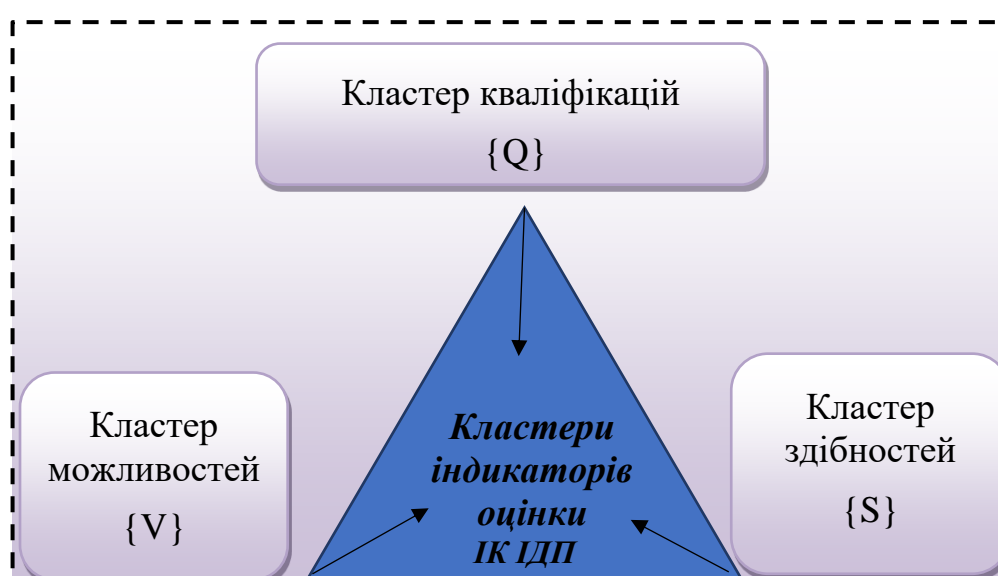 Кластер кваліфікацій
{Q}
Кластер
можливостей
{V}
Кластери
індикаторів
оцінки
ІК ІДП
Кластер
здібностей
{S}